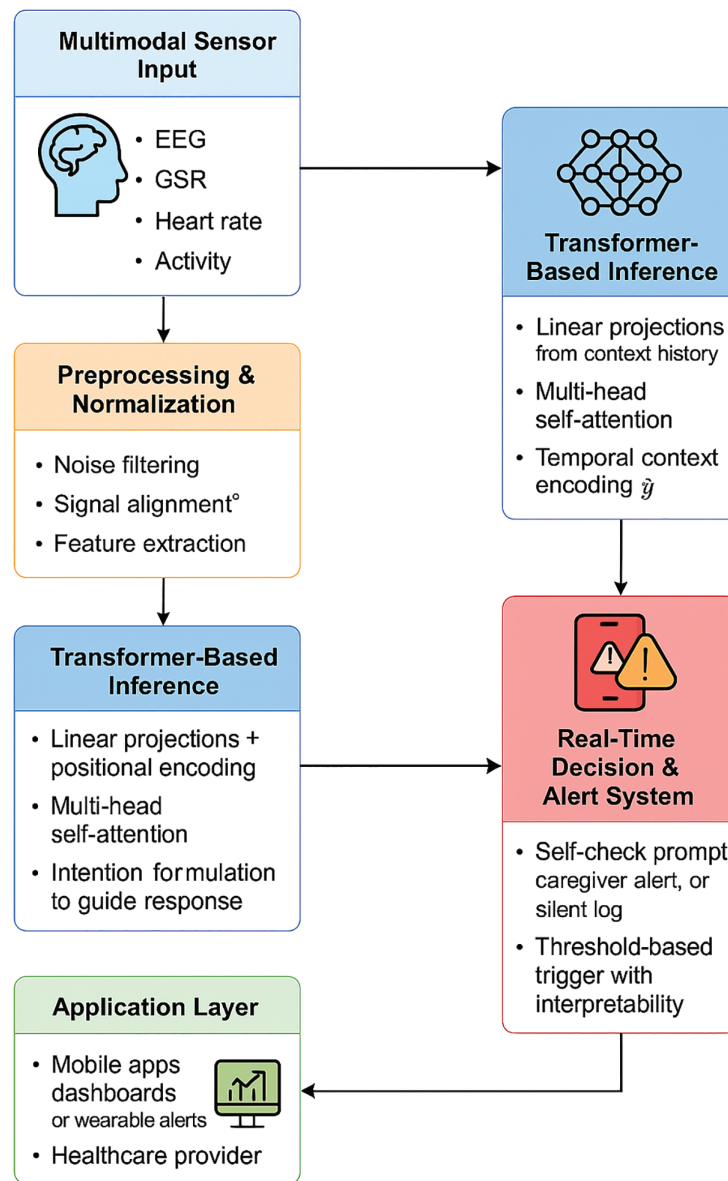 Multimodal Sensor
Input
• EEG
• GSR
• Heart rate
• Activity
Transformer-
Based Inference
• Linear projections
from context history
• Multi-head
self-attention
• Temporal context
encoding ŷ
Preprocessing &
Normalization
• Noise filtering
• Signal alignment°
• Feature extraction
Transformer-Based
Inference
• Linear projections +
positional encoding
• Multi-head
self-attention
• Intention formulation
to guide response
! !
Real-Time
Decision &
Alert System
• Self-check prompt
caregiver alert, or
silent log
• Threshold-based
trigger with
interpretability
Application Layer
• Mobile apps
dashboards
or wearable alerts
• Healthcare provider